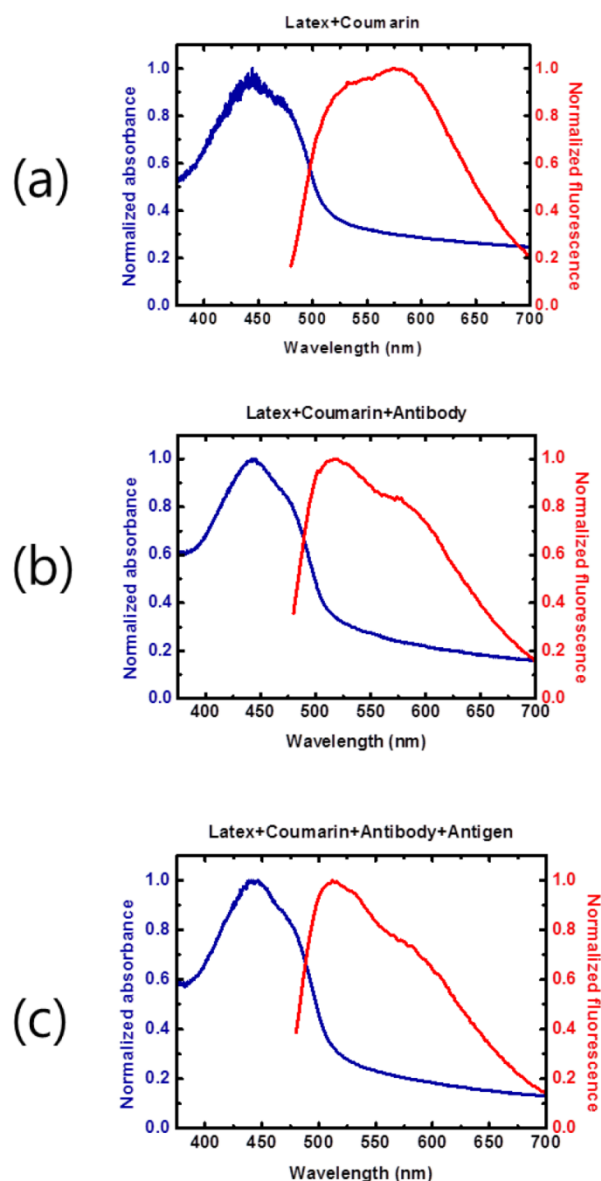 Latex+Coumarin
(a)
Normalized absorbance
1.0
0.8
0.6
0.4
0.2
0.0
1.0
0.8
0.6
0.4
0.2
0.0
Normalized fluorescence
400 450 500 550 600 650 700
Wavelength (nm)
Latex+Coumarin+Antibody
(b)
Normalized absorbance
1.0
0.8
0.6
0.4
0.2
0.0
1.0
0.8
0.6
0.4
0.2
0.0
Normalized fluorescence
400 450 500 550 600 650 700
Wavelength (nm)
Latex+Coumarin+Antibody+Antigen
(c)
Normalized absorbance
1.0
0.8
0.6
0.4
0.2
0.0
1.0
0.8
0.6
0.4
0.2
0.0
Normalized fluorescence
400 450 500 550 600 650 700
Wavelength (nm)